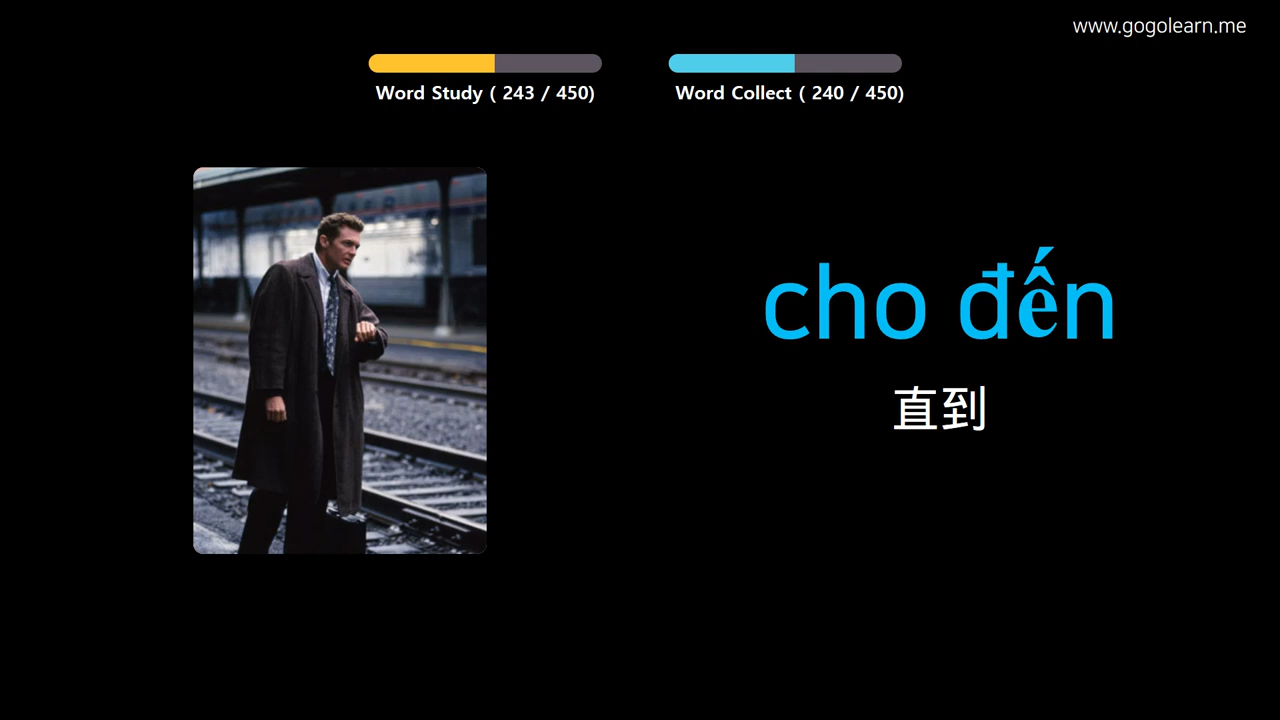 www.gogolearn.me
Word Study ( 243 / 450)
Word Collect ( 240 / 450)
cho đến
直到